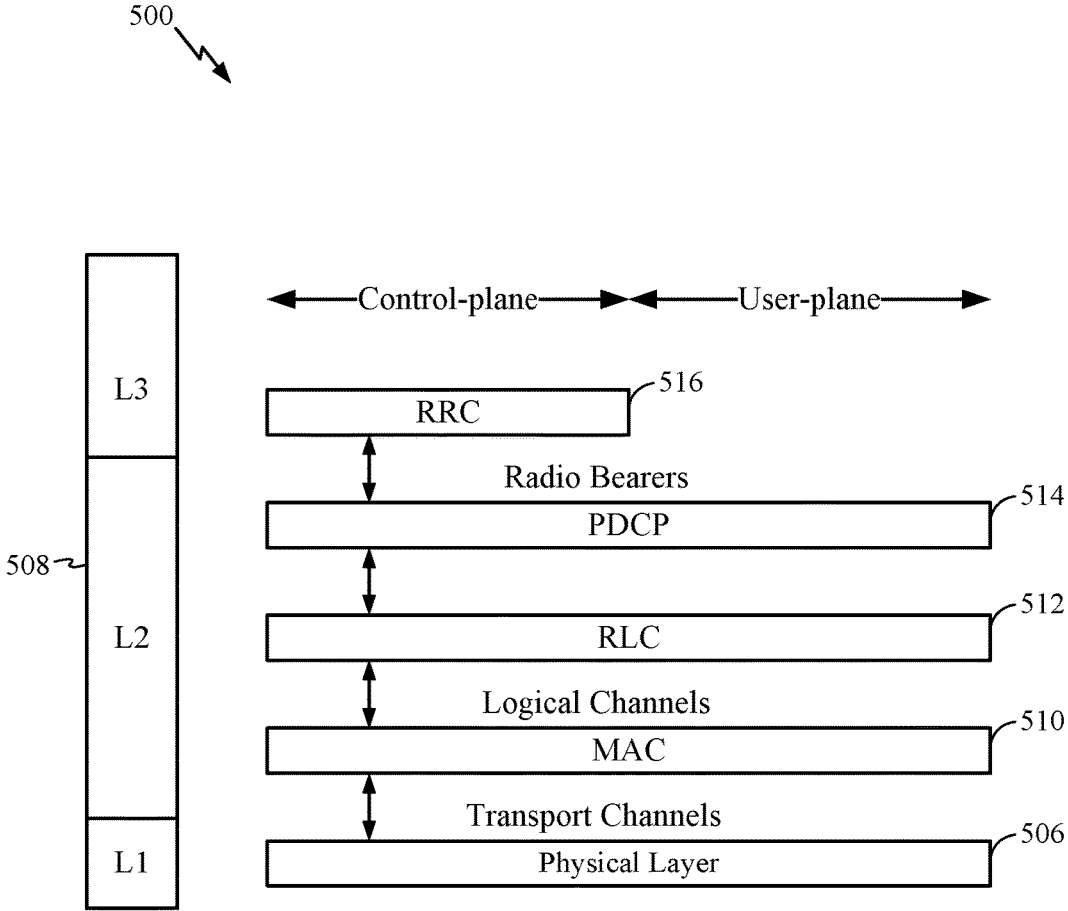 500
Control-plane User-plane
L3
RRC
516
Radio Bearers
PDCP
514
508
L2
RLC
512
Logical Channels
MAC
510
Transport Channels
L1
Physical Layer
506